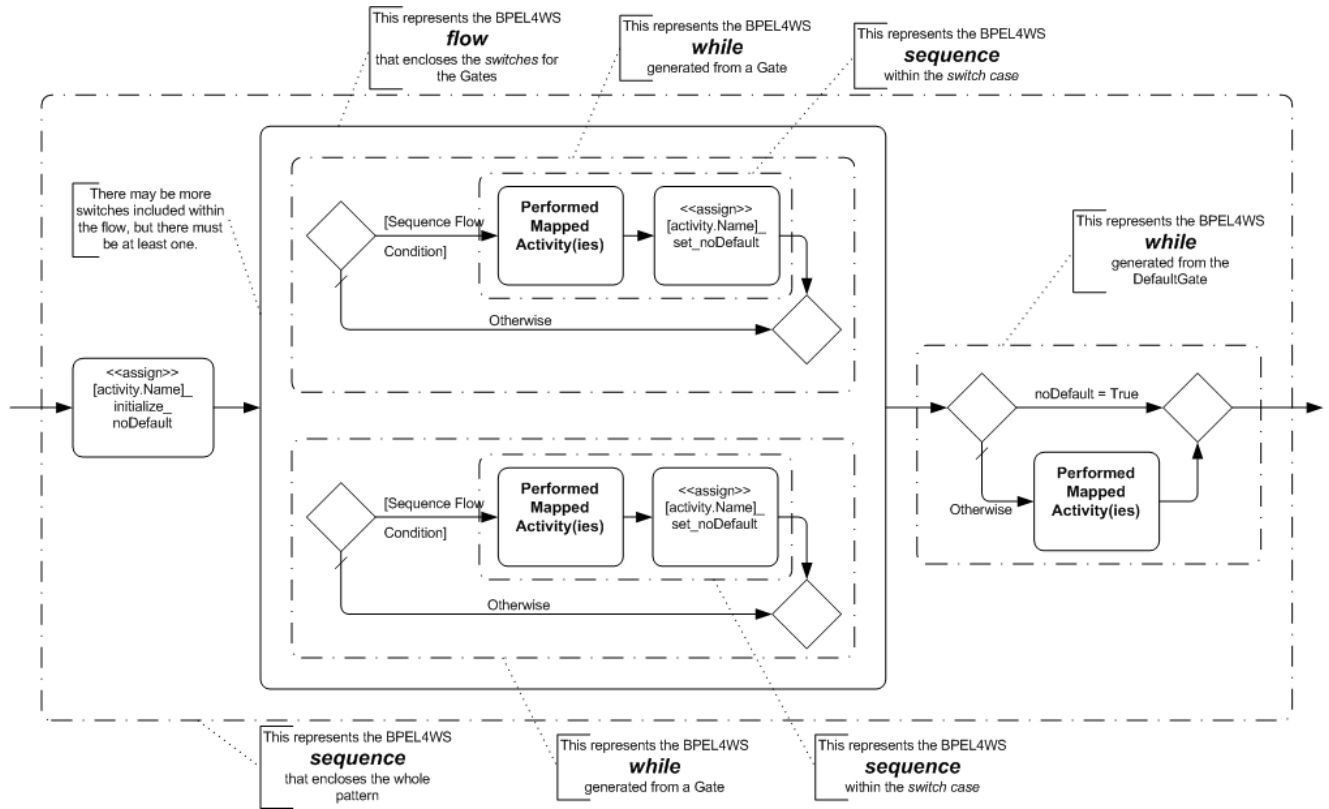 This represents the BPEL4WS
flow
that encloses the switches for
the Gates
This represents the BPEL4WS
while
generated from a Gate
This represents the BPEL4WS
sequence
within the switch case
There may be more
switches included within
the flow, but there must
be at least one.
[Sequence Flow
Condition]
Performed
Mapped
Activity(ies)
<<assign>>
[activity.Name]_
set_noDefault
Otherwise
This represents the BPEL4WS
while
generated from the
DefaultGate
<<assign>>
[activity.Name]_
initialize_
noDefault
noDefault = True
Otherwise
Performed
Mapped
Activity(ies)
[Sequence Flow
Condition]
Performed
Mapped
Activity(ies)
<<assign>>
[activity.Name]_
set_noDefault
Otherwise
This represents the BPEL4WS
sequence
that encloses the whole
pattern
This represents the BPEL4WS
while
generated from a Gate
This represents the BPEL4WS
sequence
within the switch case